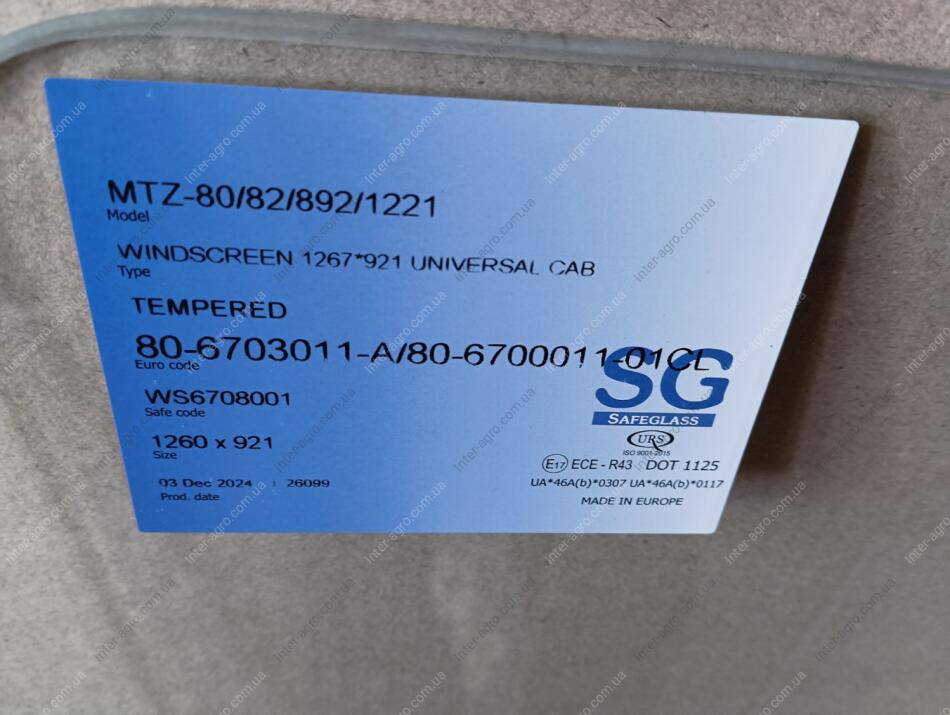 MTZ-80/82/892/1221
Model
WINDSCREEN 1267*921 UNIVERSAL CAB
Type
TEMPERED
80-6703011-A/80-6700011-01CL
Euro code
WS6708001
Safe code
1260 x 921
Size
03 Dec 2024 26099
Prod. date
SG
SAFEGLASS
URS
ISO 9001-2015
E17 ECE - R43 DOT 1125
UA*46A(b)*0307 UA*46A(b)*0117
MADE IN EUROPE
Inter-agro.com.ua